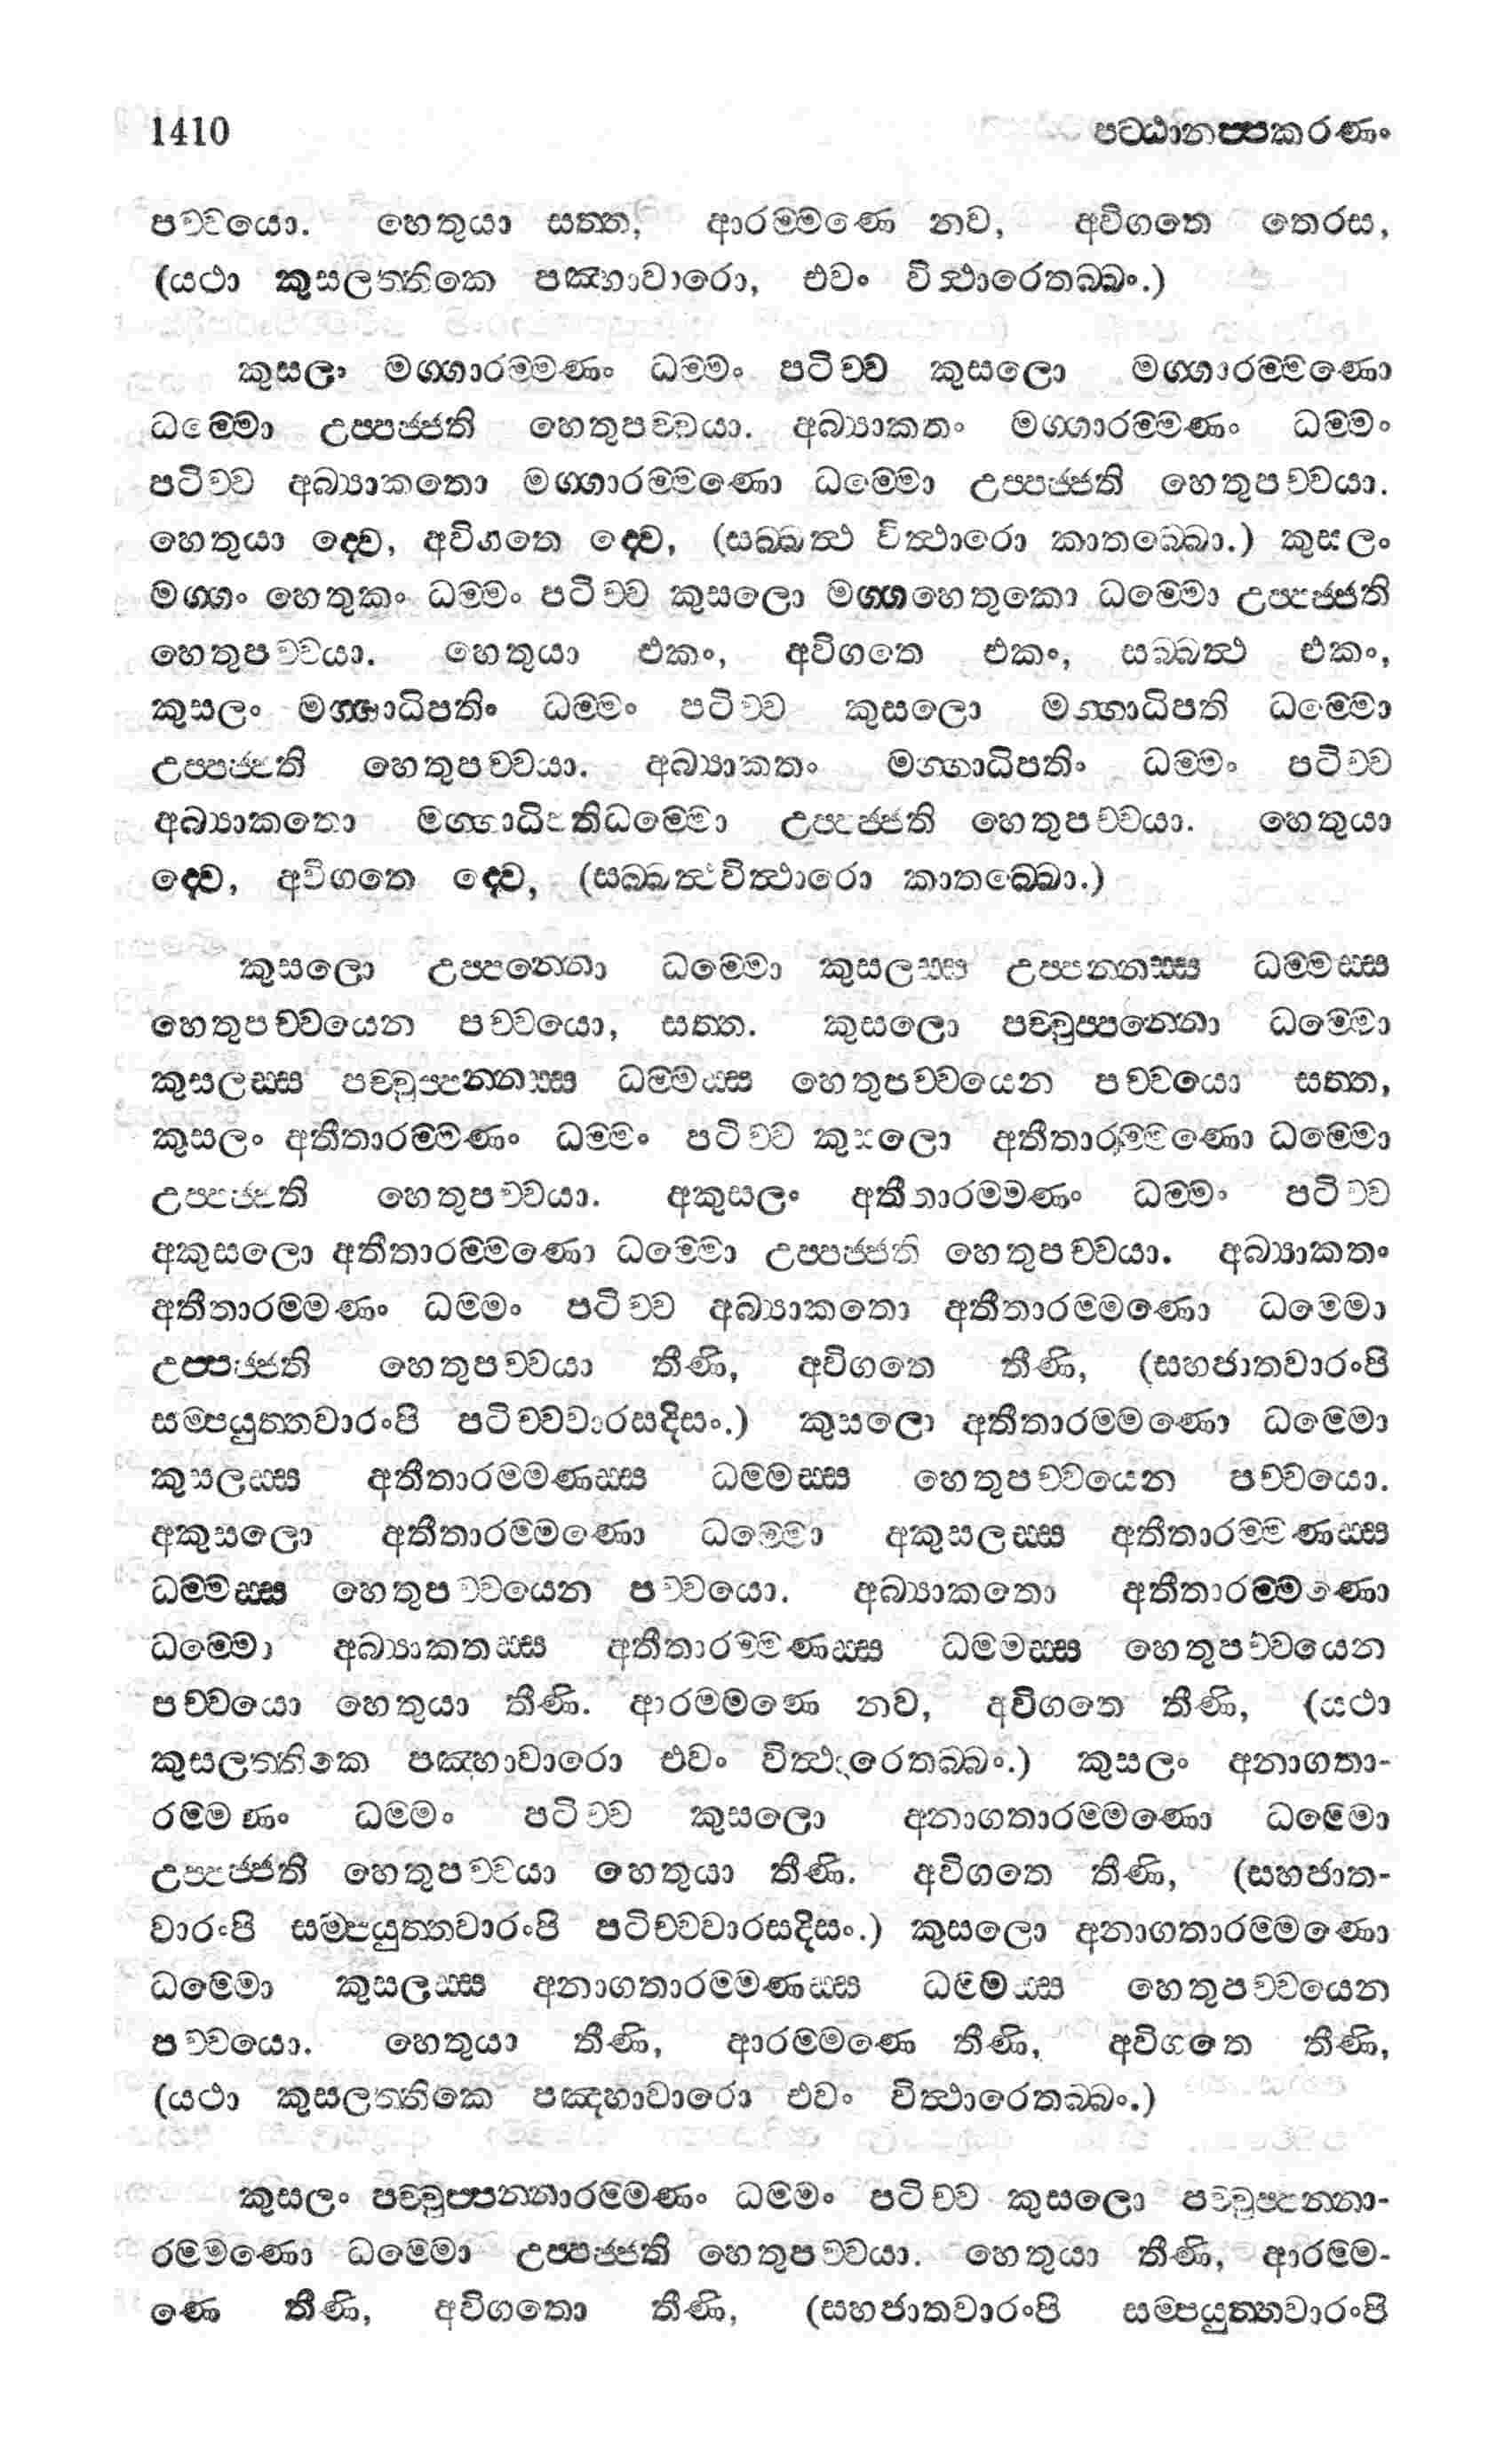 1410 පට්ඨානප්පකරණං
පච්චයො. හෙතුයා සත්ත, ආරම්මණෙ නව, අවිගතෙ තෙරස,
(යථා කුසලත්තිකෙ පඤ්හාවාරො, එවං විත්ථාරෙතබ්බං.)
කුසලං මග්ගාරම්මණං ධම්මං පටිච්ච කුසලො මග්ගාරම්මණො
ධම්මො උප්පජ්ජති හෙතුපච්චයා. අබ්‍යාකතං මග්ගාරම්මණං ධම්මං
පටිච්ච අබ්‍යාකතො මග්ගාරම්මණො ධම්මො උප්පජ්ජති හෙතුපච්චයා.
හෙතුයා ද්වෙ, අවිගතෙ ද්වෙ, (සබ්බත්ථ විත්ථාරො කාතබ්බො.) කුසලං
මග්ගං හෙතුකං ධම්මං පටිච්ච කුසලො මග්ගහෙතුකො ධම්මො උප්පජ්ජති
හෙතුපච්චයා. හෙතුයා එකං, අවිගතෙ එකං, සබ්බත්ථ එකං,
කුසලං මග්ගාධිපතිං ධම්මං පටිච්ච කුසලො මග්ගාධිපති ධම්මො
උප්පජ්ජති හෙතුපච්චයා. අබ්‍යාකතං මග්ගාධිපතිං ධම්මං පටිච්ච
අබ්‍යාකතො මග්ගාධිපතිධම්මො උප්පජ්ජති හෙතුපච්චයා. හෙතුයා
ද්වෙ, අවිගතෙ ද්වෙ, (සබ්බත්ථවිත්ථාරො කාතබ්බො.)
කුසලො උප්පන්නො ධම්මො කුසලස්ස උප්පන්නස්ස ධම්මස්ස
හෙතුපච්චයෙන පච්චයො, සත්ත. කුසලො පච්චුප්පන්නො ධම්මො
කුසලස්ස පච්චුප්පන්නස්ස ධම්මස්ස හෙතුපච්චයෙන පච්චයො සත්ත,
කුසලං අතීතාරම්මණං ධම්මං පටිච්ච කුසලො අතීතාරම්මණො ධම්මො
උප්පජ්ජති හෙතුපච්චයා. අකුසලං අතීතාරම්මණං ධම්මං පටිච්ච
අකුසලො අතීතාරම්මණො ධම්මො උප්පජ්ජති හෙතුපච්චයා. අබ්‍යාකතං
අතීතාරම්මණං ධම්මං පටිච්ච අබ්‍යාකතො අතීතාරම්මණො ධම්මො
උප්පජ්ජති හෙතුපච්චයා තීණි, අවිගතෙ තීණි, (සහජාතවාරංපි
සම්පයුත්තවාරංපි පටිච්චවාරසදිසං.) කුසලො අතීතාරම්මණො ධම්මො
කුසලස්ස අතීතාරම්මණස්ස ධම්මස්ස හෙතුපච්චයෙන පච්චයො.
අකුසලො අතීතාරම්මණො ධම්මො අකුසලස්ස අතීතාරම්මණස්ස
ධම්මස්ස හෙතුපච්චයෙන පච්චයො. අබ්‍යාකතො අතීතාරම්මණො
ධම්මො අබ්‍යාකතස්ස අතීතාරම්මණස්ස ධම්මස්ස හෙතුපච්චයෙන
පච්චයො හෙතුයා තීණි. ආරම්මණෙ නව, අවිගතෙ තීණි, (යථා
කුසලත්තිකෙ පඤ්හාවාරො එවං විත්ථාරෙතබ්බං.) කුසලං අනාගතා-
රම්මණං ධම්මං පටිච්ච කුසලො අනාගතාරම්මණො ධම්මො
උප්පජ්ජති හෙතුපච්චයා හෙතුයා තීණි. අවිගතෙ තීණි, (සහජාත-
වාරංපි සම්පයුත්තවාරංපි පටිච්චවාරසදිසං.) කුසලො අනාගතාරම්මණො
ධම්මො කුසලස්ස අනාගතාරම්මණස්ස ධම්මස්ස හෙතුපච්චයෙන
පච්චයො. හෙතුයා තීණි, ආරම්මණෙ තීණි, අවිගතෙ තීණි,
(යථා කුසලත්තිකෙ පඤ්හාවාරො එවං විත්ථාරෙතබ්බං.)
කුසලං පච්චුප්පන්නාරම්මණං ධම්මං පටිච්ච කුසලො පච්චුප්පන්නා-
රම්මණො ධම්මො උප්පජ්ජති හෙතුපච්චයා. හෙතුයා තීණි, ආරම්ම-
ණෙ තීණි, අවිගතො තීණි, (සහජාතවාරංපි සම්පයුත්තවාරංපි